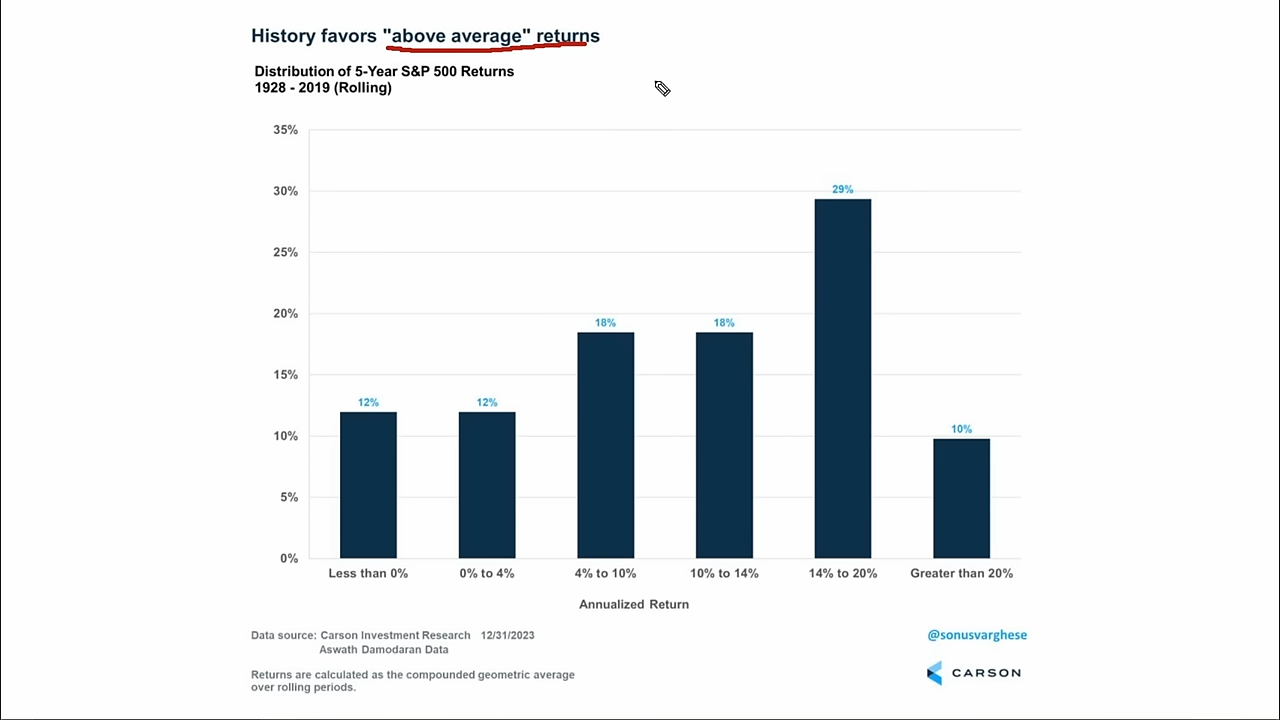 History favors "above average" returns
Distribution of 5-Year S&P 500 Returns
1928 - 2019 (Rolling)
35%
30%
25%
20%
15%
10%
5%
0%
12%
12%
18%
18%
29%
10%
Less than 0%
0% to 4%
4% to 10%
10% to 14%
14% to 20%
Greater than 20%
Annualized Return
Data source: Carson Investment Research 12/31/2023
Aswath Damodaran Data
@sonusvarghese
Returns are calculated as the compounded geometric average
over rolling periods.
CARSON